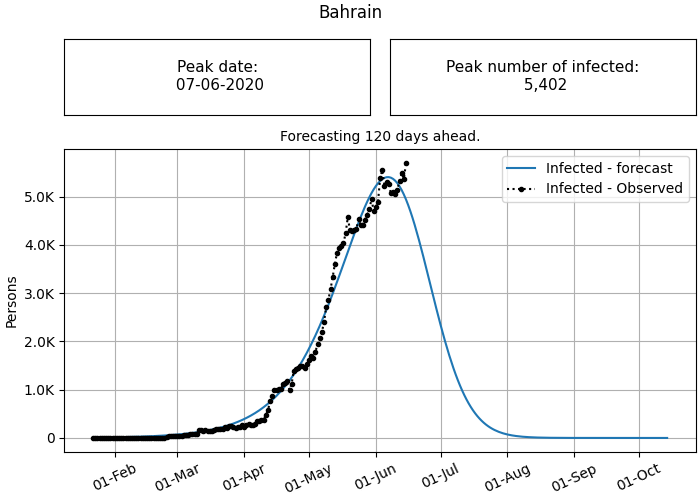 Bahrain
Peak date:
07-06-2020
Peak number of infected:
5,402
Forecasting 120 days ahead.
Infected - forecast
Infected - Observed
Persons
5.0K
4.0K
3.0K
2.0K
1.0K
0
01-Feb
01-Mar
01-Apr
01-May
01-Jun
01-Jul
01-Aug
01-Sep
01-Oct